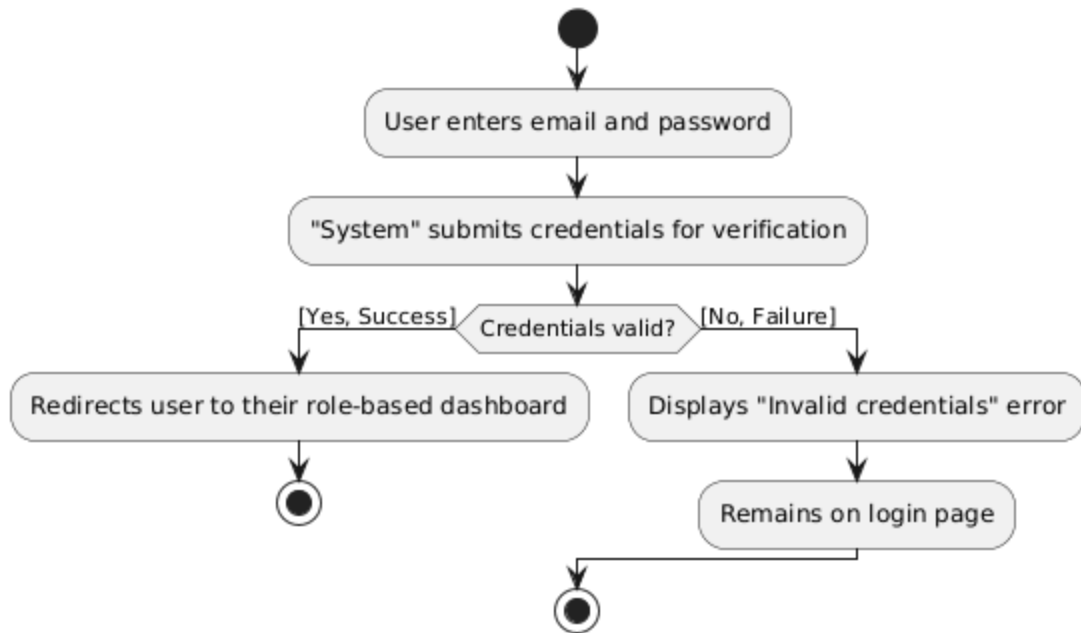 User enters email and password
"System" submits credentials for verification
[Yes, Success]
Credentials valid?
[No, Failure]
Redirects user to their role-based dashboard
Displays "Invalid credentials" error
Remains on login page